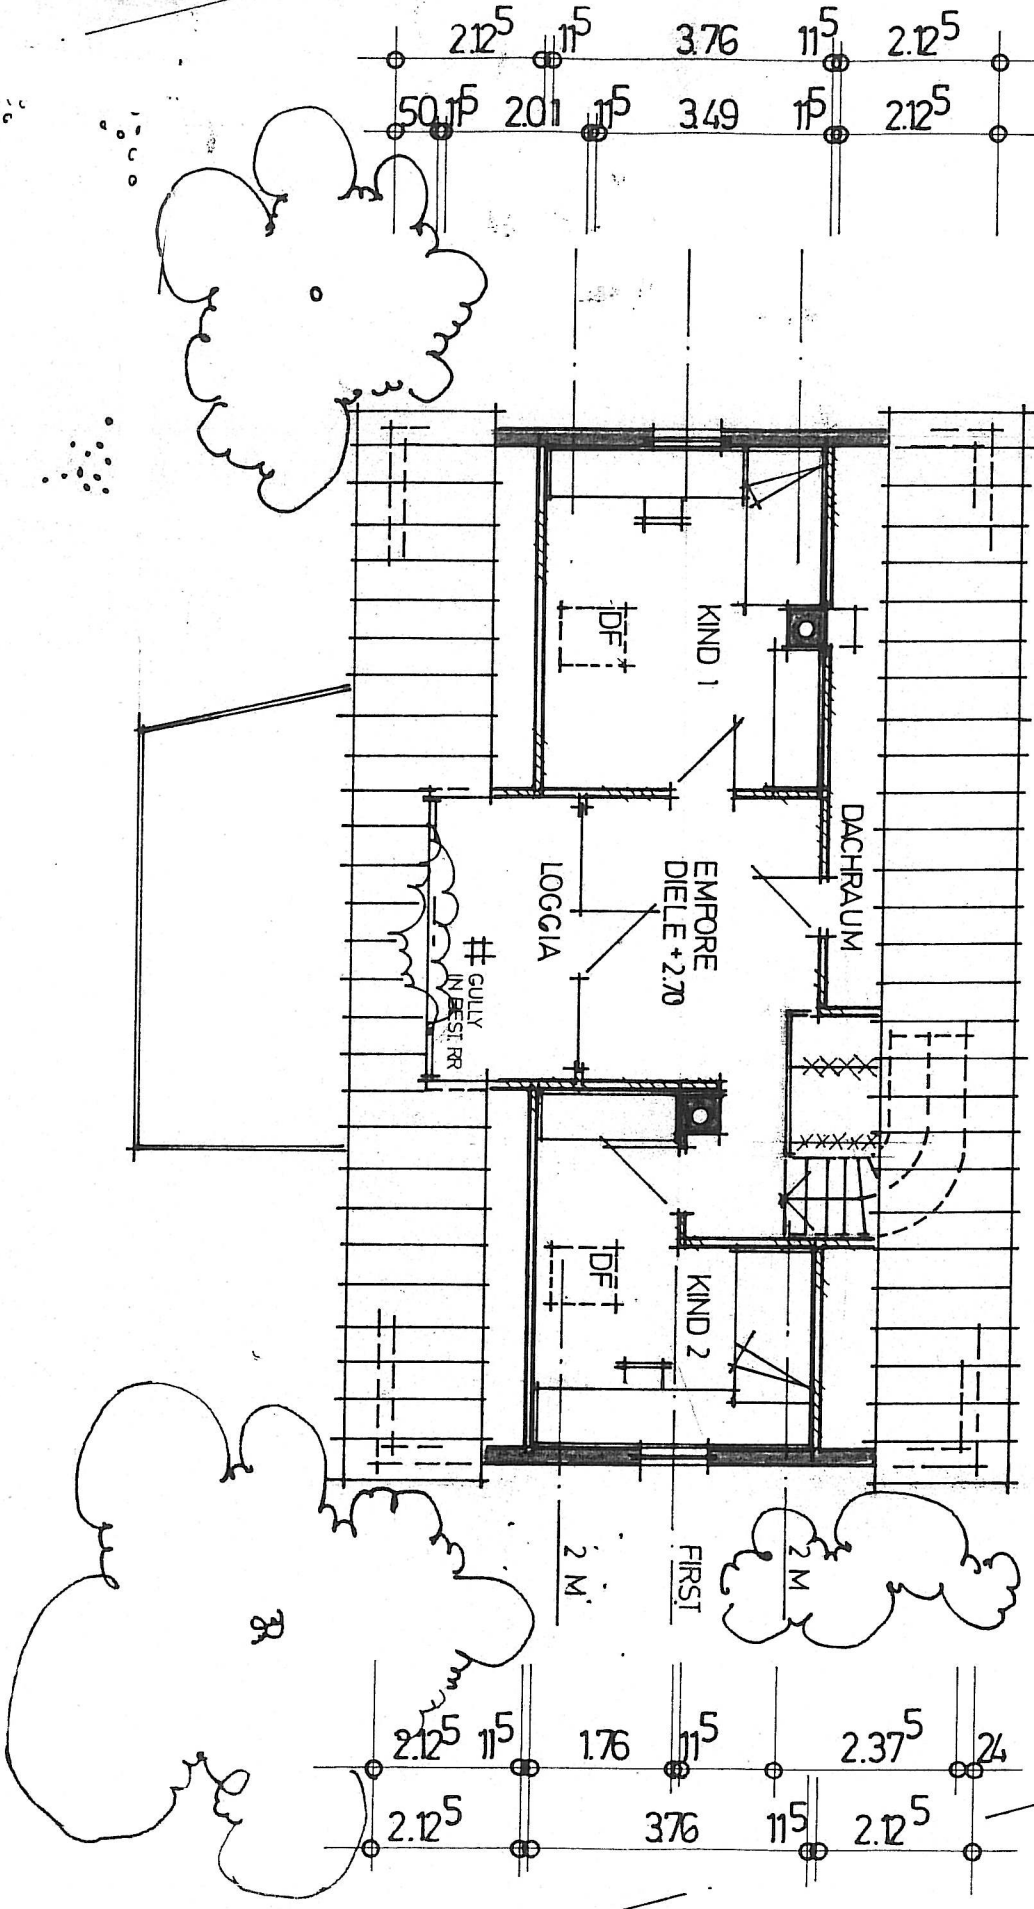 2.12⁵ 11⁵ 3.76 11⁵ 2.12⁵
50 11⁵ 2.01 11⁵ 3.49 11⁵ 2.12⁵
KIND 1
DF
DACHRAUM
EMPORE
DIELE +2.70
LOGGIA
GULLY
IN BEST. RR
KIND 2
DF
2 M
FIRST
2 M
2.12⁵ 11⁵ 1.76 11⁵ 2.37⁵ 24
2.12⁵ 3.76 11⁵ 2.12⁵